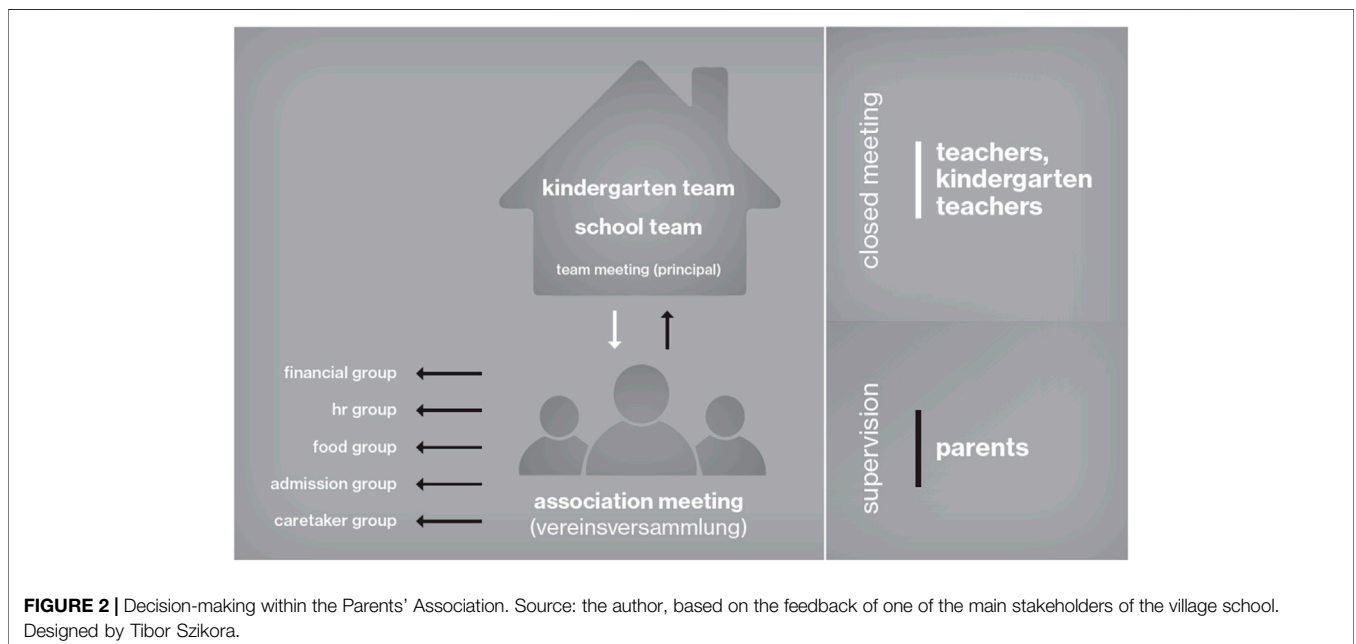 kindergarten team
school team
team meeting (principal)
financial group
hr group
food group
admission group
caretaker group
association meeting
(vereinsversammlung)
closed meeting
teachers,
kindergarten
teachers
supervision
parents
FIGURE 2 | Decision-making within the Parents’ Association. Source: the author, based on the feedback of one of the main stakeholders of the village school.
Designed by Tibor Szikora.